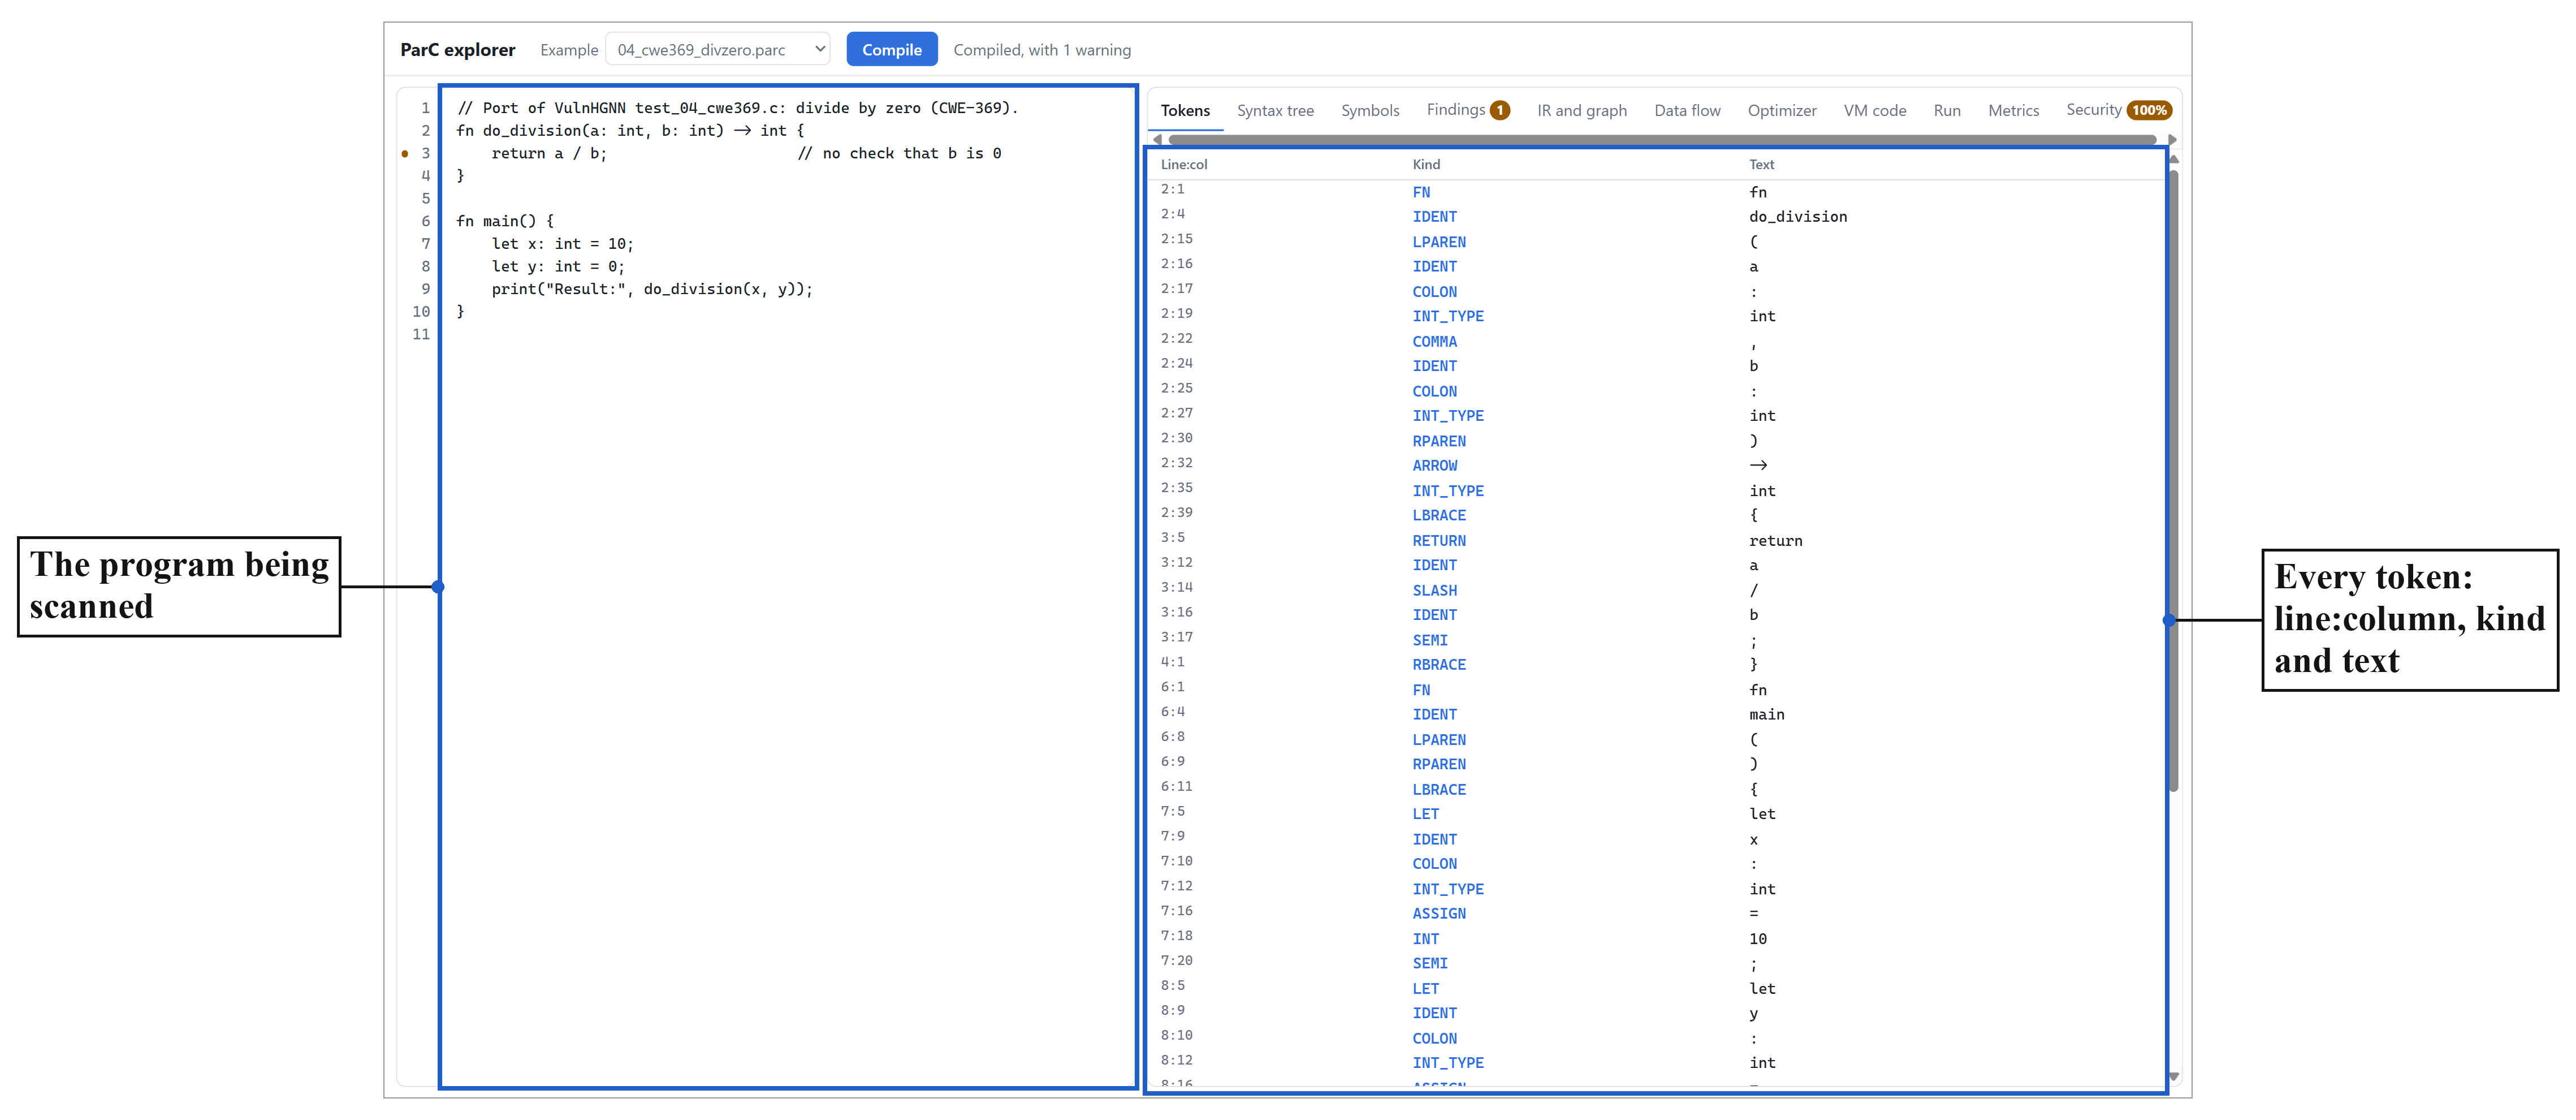 ParC explorer Example 04_cwe369_divzero.parc Compile Compiled, with 1 warning
1 // Port of VulnHGNN test_04_cwe369.c: divide by zero (CWE-369).
2 fn do_division(a: int, b: int) -> int {
3 return a / b; // no check that b is 0
4 }
5
6 fn main() {
7 let x: int = 10;
8 let y: int = 0;
9 print("Result:", do_division(x, y));
10 }
11
The program being
scanned
Tokens Syntax tree Symbols Findings 1 IR and graph Data flow Optimizer VM code Run Metrics Security 100%
Line:col Kind Text
2:1 FN fn
2:4 IDENT do_division
2:15 LPAREN (
2:16 IDENT a
2:17 COLON :
2:19 INT_TYPE int
2:22 COMMA ,
2:24 IDENT b
2:25 COLON :
2:27 INT_TYPE int
2:30 RPAREN )
2:32 ARROW ->
2:35 INT_TYPE int
2:39 LBRACE {
3:5 RETURN return
3:12 IDENT a
3:14 SLASH /
3:16 IDENT b
3:17 SEMI ;
4:1 RBRACE }
6:1 FN fn
6:4 IDENT main
6:8 LPAREN (
6:9 RPAREN )
6:11 LBRACE {
7:5 LET let
7:9 IDENT x
7:10 COLON :
7:12 INT_TYPE int
7:16 ASSIGN =
7:18 INT 10
7:20 SEMI ;
8:5 LET let
8:9 IDENT y
8:10 COLON :
8:12 INT_TYPE int
8:16 ASSIGN =
Every token:
line:column, kind
and text